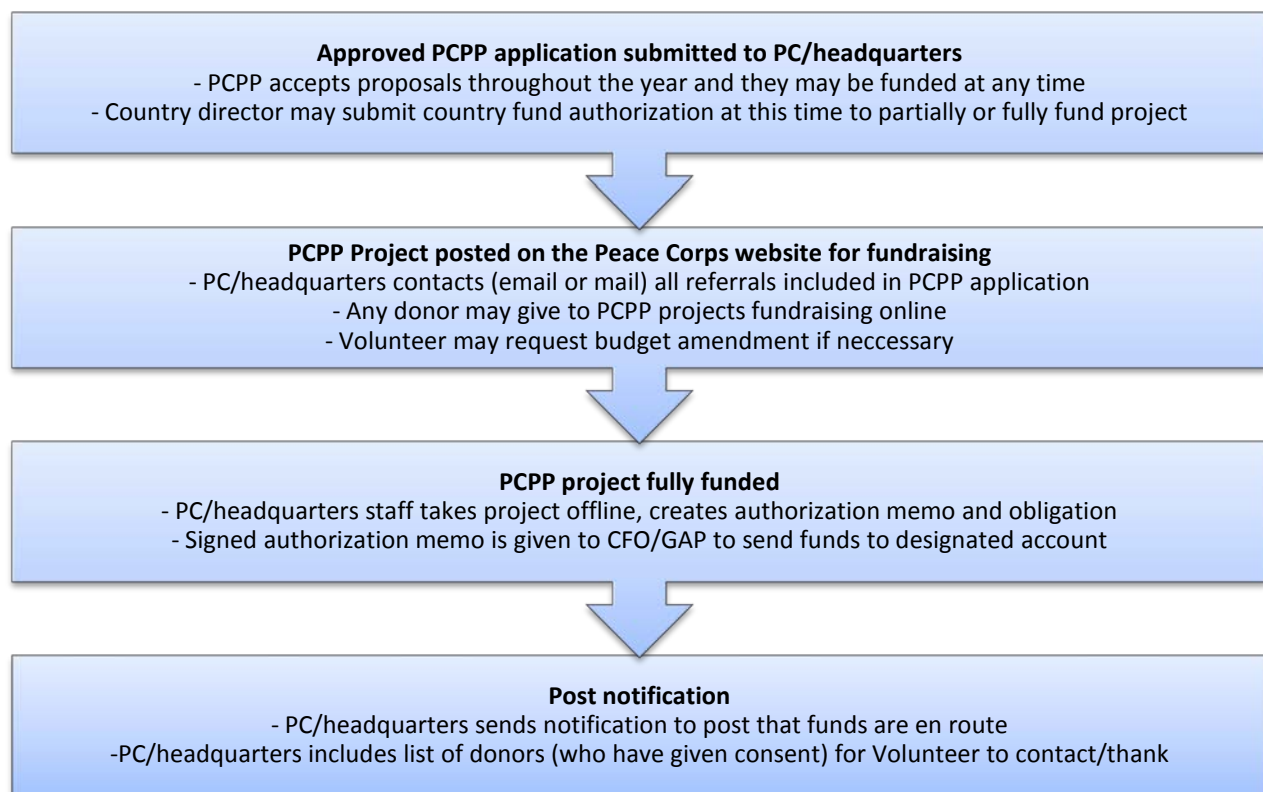 Approved PCPP application submitted to PC/headquarters
- PCPP accepts proposals throughout the year and they may be funded at any time
- Country director may submit country fund authorization at this time to partially or fully fund project
PCPP Project posted on the Peace Corps website for fundraising
- PC/headquarters contacts (email or mail) all referrals included in PCPP application
- Any donor may give to PCPP projects fundraising online
- Volunteer may request budget amendment if neccessary
PCPP project fully funded
- PC/headquarters staff takes project offline, creates authorization memo and obligation
- Signed authorization memo is given to CFO/GAP to send funds to designated account
Post notification
- PC/headquarters sends notification to post that funds are en route
-PC/headquarters includes list of donors (who have given consent) for Volunteer to contact/thank